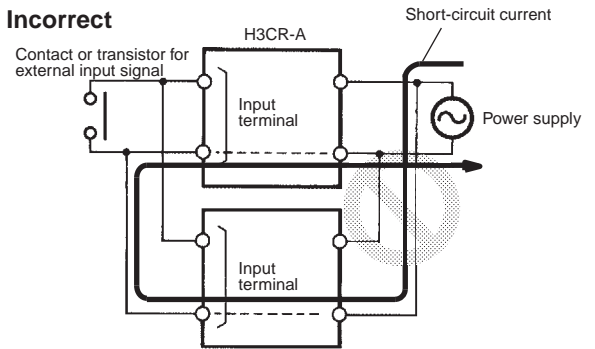 Incorrect
Short-circuit current
H3CR-A
Contact or transistor for
external input signal
Input
terminal
Power supply
Input
terminal